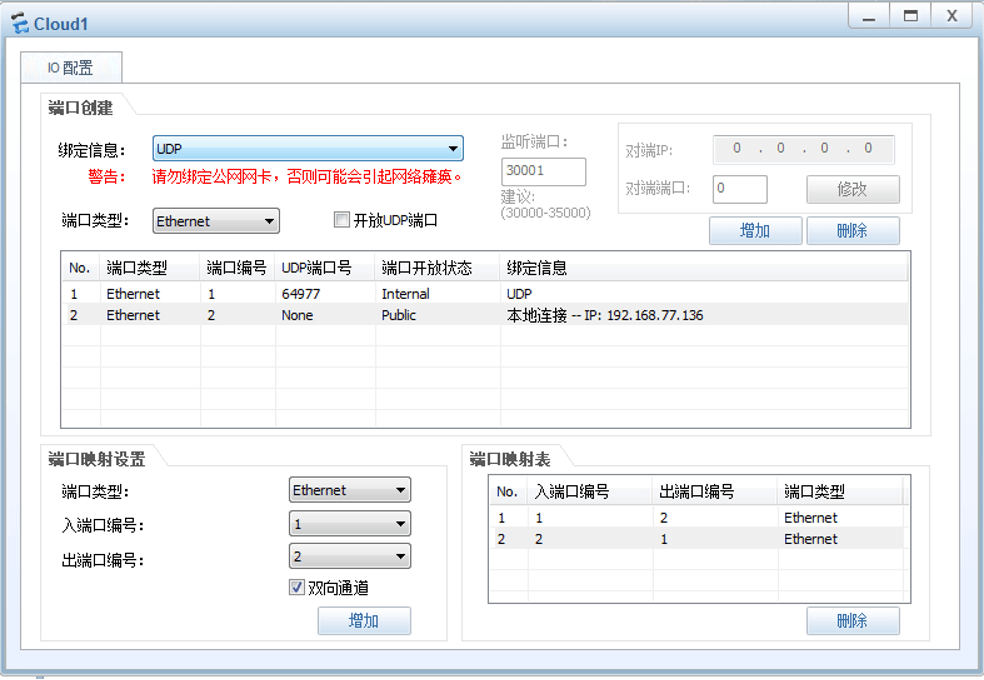 Cloud1
IO 配置
端口创建
绑定信息： UDP
警告： 请勿绑定公网网卡，否则可能会引起网络瘫痪。
端口类型： Ethernet 开放UDP端口
监听端口：
30001
建议:
(30000-35000)
对端IP: 0 . 0 . 0 . 0
对端端口: 0 修改
增加 删除
No. 端口类型 端口编号 UDP端口号 端口开放状态 绑定信息
1 Ethernet 1 64977 Internal UDP
2 Ethernet 2 None Public 本地连接 -- IP: 192.168.77.136
端口映射设置
端口类型： Ethernet
入端口编号： 1
出端口编号： 2
双向通道
增加
端口映射表
No. 入端口编号 出端口编号 端口类型
1 1 2 Ethernet
2 2 1 Ethernet
删除